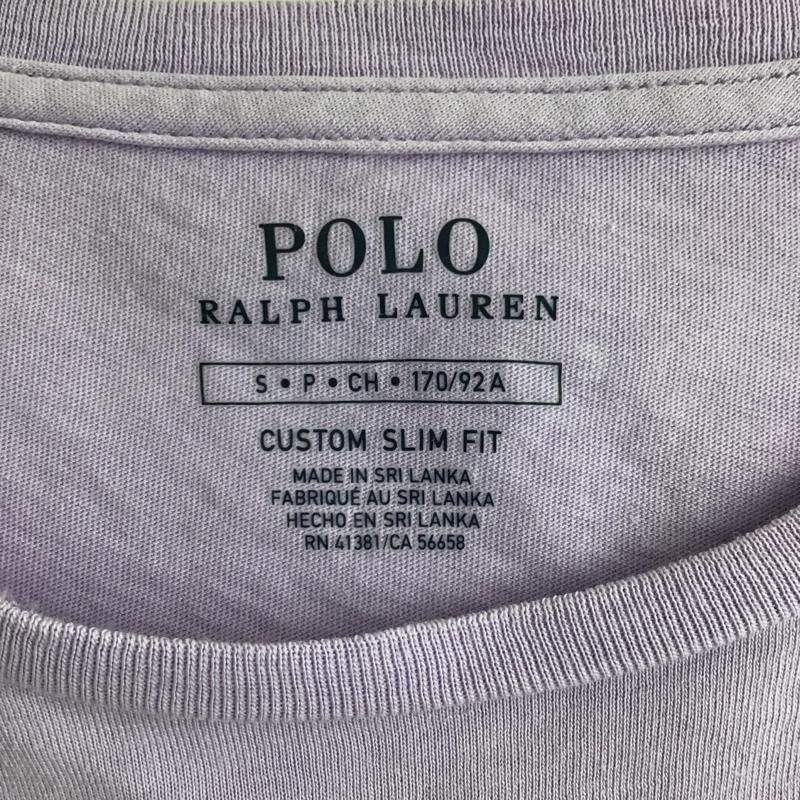 POLO
RALPH LAUREN
S • P • CH • 170/92 A
CUSTOM SLIM FIT
MADE IN SRI LANKA
FABRIQUÉ AU SRI LANKA
HECHO EN SRI LANKA
RN 41381/CA 56658